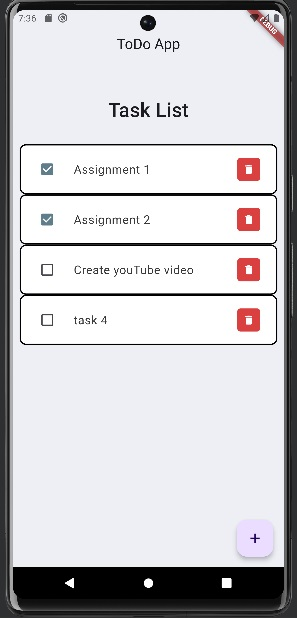 7:36
DEBUG
ToDo App
Task List
Assignment 1
Assignment 2
Create youTube video
task 4
+